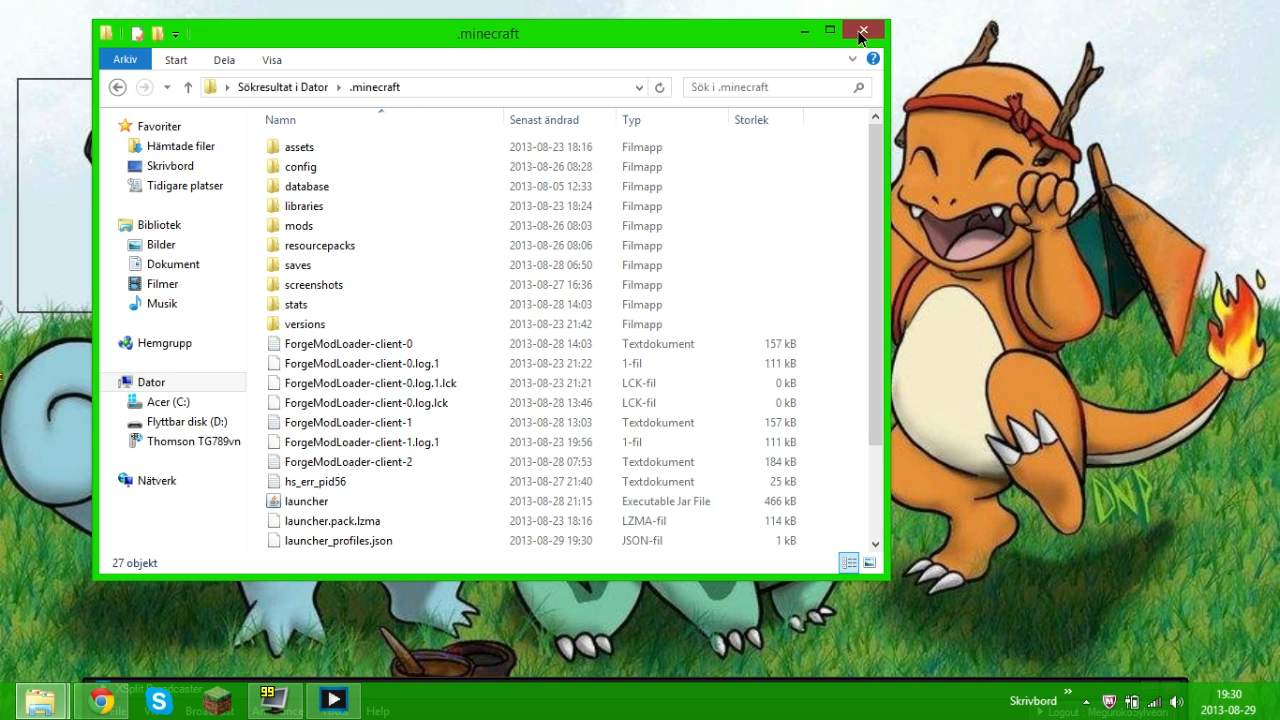 .minecraft
Arkiv Start Dela Visa
Sökresultat i Dator .minecraft Sök i .minecraft
Namn Senast ändrad Typ Storlek
Favoriter
Hämtade filer
Skrivbord
Tidigare platser
Bibliotek
Bilder
Dokument
Filmer
Musik
Hemgrupp
Dator
Acer (C:)
Flyttbar disk (D:)
Thomson TG789vn
Nätverk
assets 2013-08-23 18:16 Filmapp
config 2013-08-26 08:28 Filmapp
database 2013-08-05 12:33 Filmapp
libraries 2013-08-23 18:24 Filmapp
mods 2013-08-26 08:03 Filmapp
resourcepacks 2013-08-26 08:06 Filmapp
saves 2013-08-28 06:50 Filmapp
screenshots 2013-08-27 16:36 Filmapp
stats 2013-08-28 14:03 Filmapp
versions 2013-08-23 21:42 Filmapp
ForgeModLoader-client-0 2013-08-28 14:03 Textdokument 157 kB
ForgeModLoader-client-0.log.1 2013-08-23 21:22 1-fil 111 kB
ForgeModLoader-client-0.log.1.lck 2013-08-23 21:21 LCK-fil 0 kB
ForgeModLoader-client-0.log.lck 2013-08-28 13:46 LCK-fil 0 kB
ForgeModLoader-client-1 2013-08-28 13:03 Textdokument 157 kB
ForgeModLoader-client-1.log.1 2013-08-23 19:56 1-fil 111 kB
ForgeModLoader-client-2 2013-08-28 07:53 Textdokument 184 kB
hs_err_pid56 2013-08-27 21:40 Textdokument 25 kB
launcher 2013-08-28 21:15 Executable Jar File 466 kB
launcher.pack.lzma 2013-08-23 18:16 LZMA-fil 114 kB
launcher_profiles.json 2013-08-29 19:30 JSON-fil 1 kB
27 objekt
DNP
XSplit Broadcaster
File Help
99
Skrivbord
Logout
19:30
2013-08-29